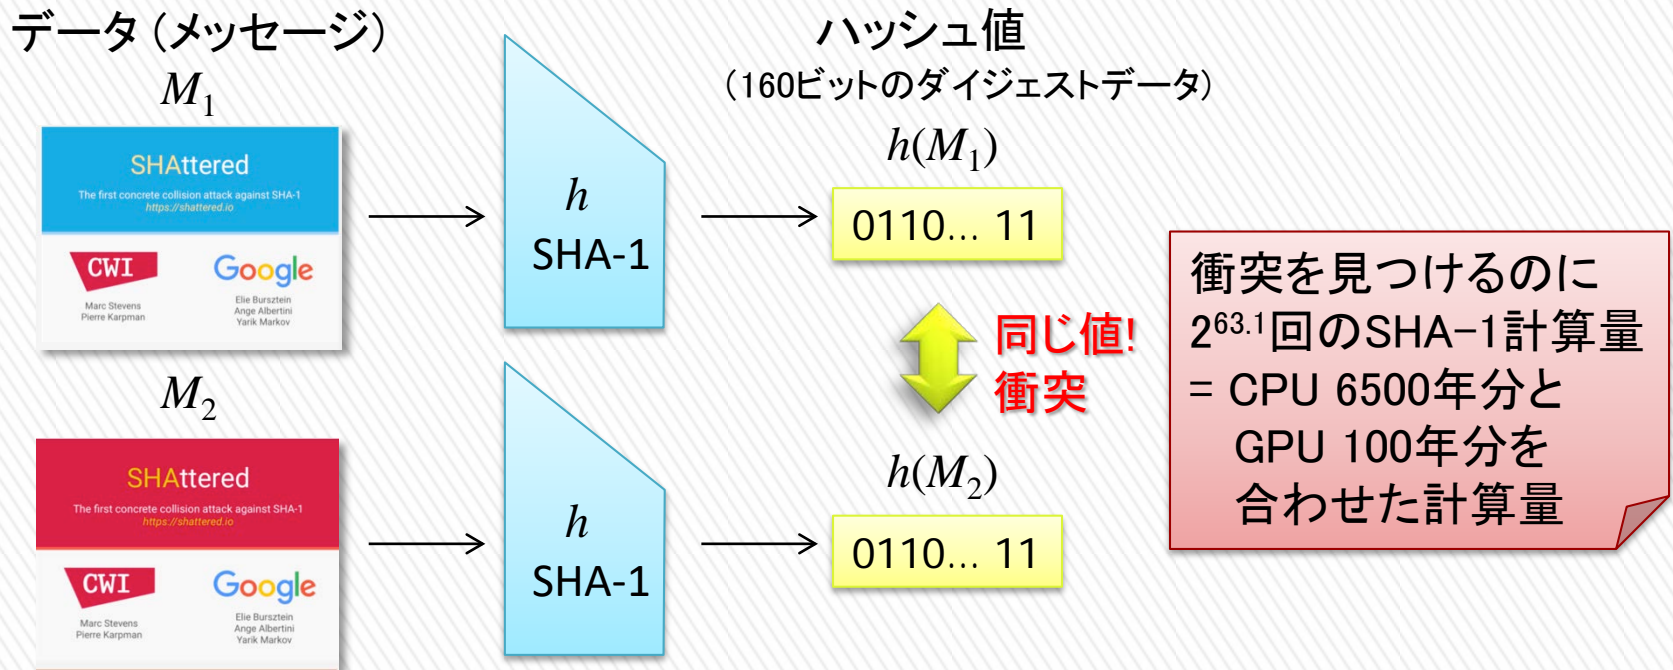 データ (メッセージ)
M1
SHAttered
The first concrete collision attack against SHA-1
https://shattered.io
CWI
Google
Marc Stevens
Pierre Karpman
Elie Bursztein
Ange Albertini
Yarik Markov
h
SHA-1
ハッシュ値
(160ビットのダイジェストデータ)
h(M1)
0110... 11
同じ値!
衝突
M2
SHAttered
The first concrete collision attack against SHA-1
https://shattered.io
CWI
Google
Marc Stevens
Pierre Karpman
Elie Bursztein
Ange Albertini
Yarik Markov
h
SHA-1
h(M2)
0110... 11
衝突を見つけるのに
2^63.1回のSHA-1計算量
= CPU 6500年分と
GPU 100年分を
合わせた計算量